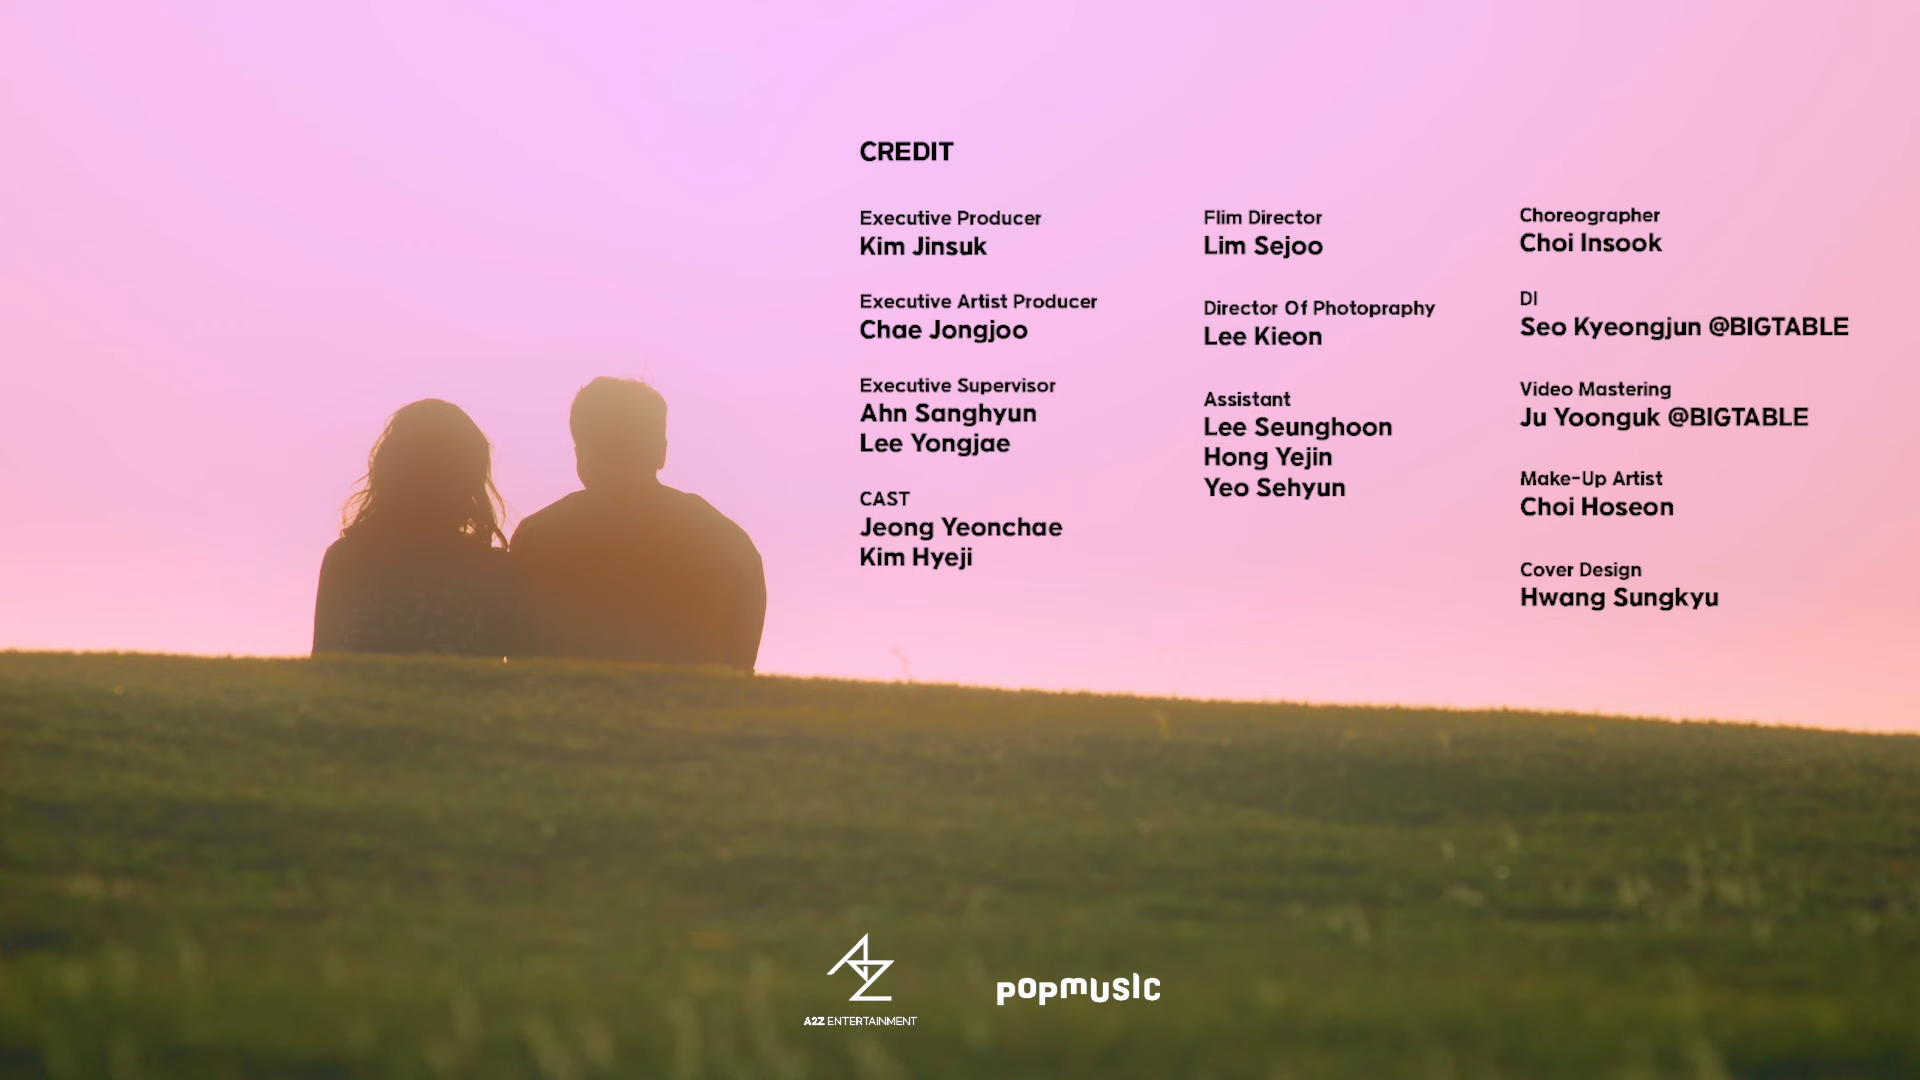 CREDIT
Executive Producer
Kim Jinsuk
Executive Artist Producer
Chae Jongjoo
Executive Supervisor
Ahn Sanghyun
Lee Yongjae
CAST
Jeong Yeonchae
Kim Hyeji
Flim Director
Lim Sejoo
Director Of Photopraphy
Lee Kieon
Assistant
Lee Seunghoon
Hong Yejin
Yeo Sehyun
Choreographer
Choi Insook
DI
Seo Kyeongjun @BIGTABLE
Video Mastering
Ju Yoonguk @BIGTABLE
Make-Up Artist
Choi Hoseon
Cover Design
Hwang Sungkyu
AZ
A2Z ENTERTAINMENT
popmusic